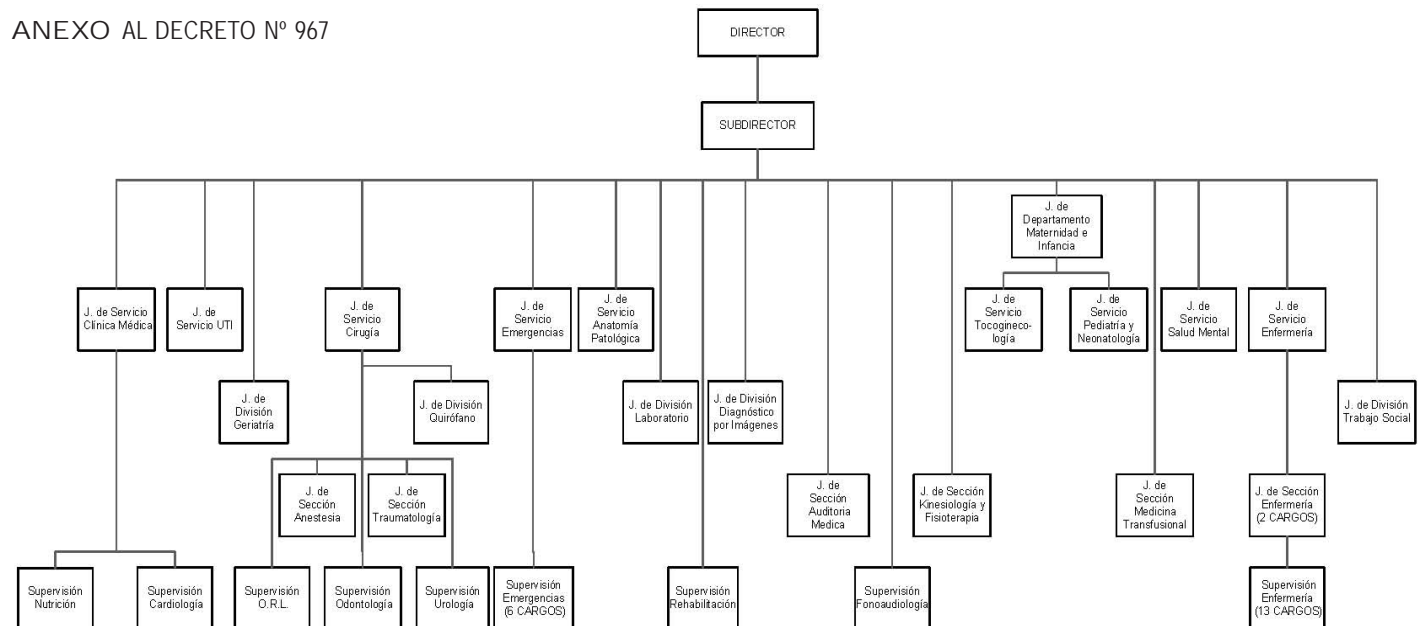 ANEXO AL DECRETO Nº 967
DIRECTOR
SUBDIRECTOR
J. de
Departamento
Maternidad e
Infancia
J. de Servicio
Clínica Médica
J. de
Servicio UTI
J. de
Servicio
Cirugía
J. de
Servicio
Emergencias
J. de
Servicio
Anatomía
Patológica
J. de
Servicio
Tocogineco-
logía
J. de
Servicio
Pediatría y
Neonatología
J. de
Servicio
Salud Mental
J. de
Servicio
Enfermería
J. de
División
Geriatría
J. de División
Quirófano
J. de División
Laboratorio
J. de División
Diagnóstico
por Imágenes
J. de División
Trabajo Social
J. de
Sección
Anestesia
J. de
Sección
Traumatología
J. de
Sección
Auditoria
Medica
J. de Sección
Kinesiología y
Fisioterapia
J. de
Sección
Medicina
Transfusional
J. de Sección
Enfermería
(2 CARGOS)
Supervisión
Nutrición
Supervisión
Cardiología
Supervisión
O.R.L.
Supervisión
Odontología
Supervisión
Urología
Supervisión
Emergencias
(6 CARGOS)
Supervisión
Rehabilitación
Supervisión
Fonoaudiología
Supervisión
Enfermería
(13 CARGOS)